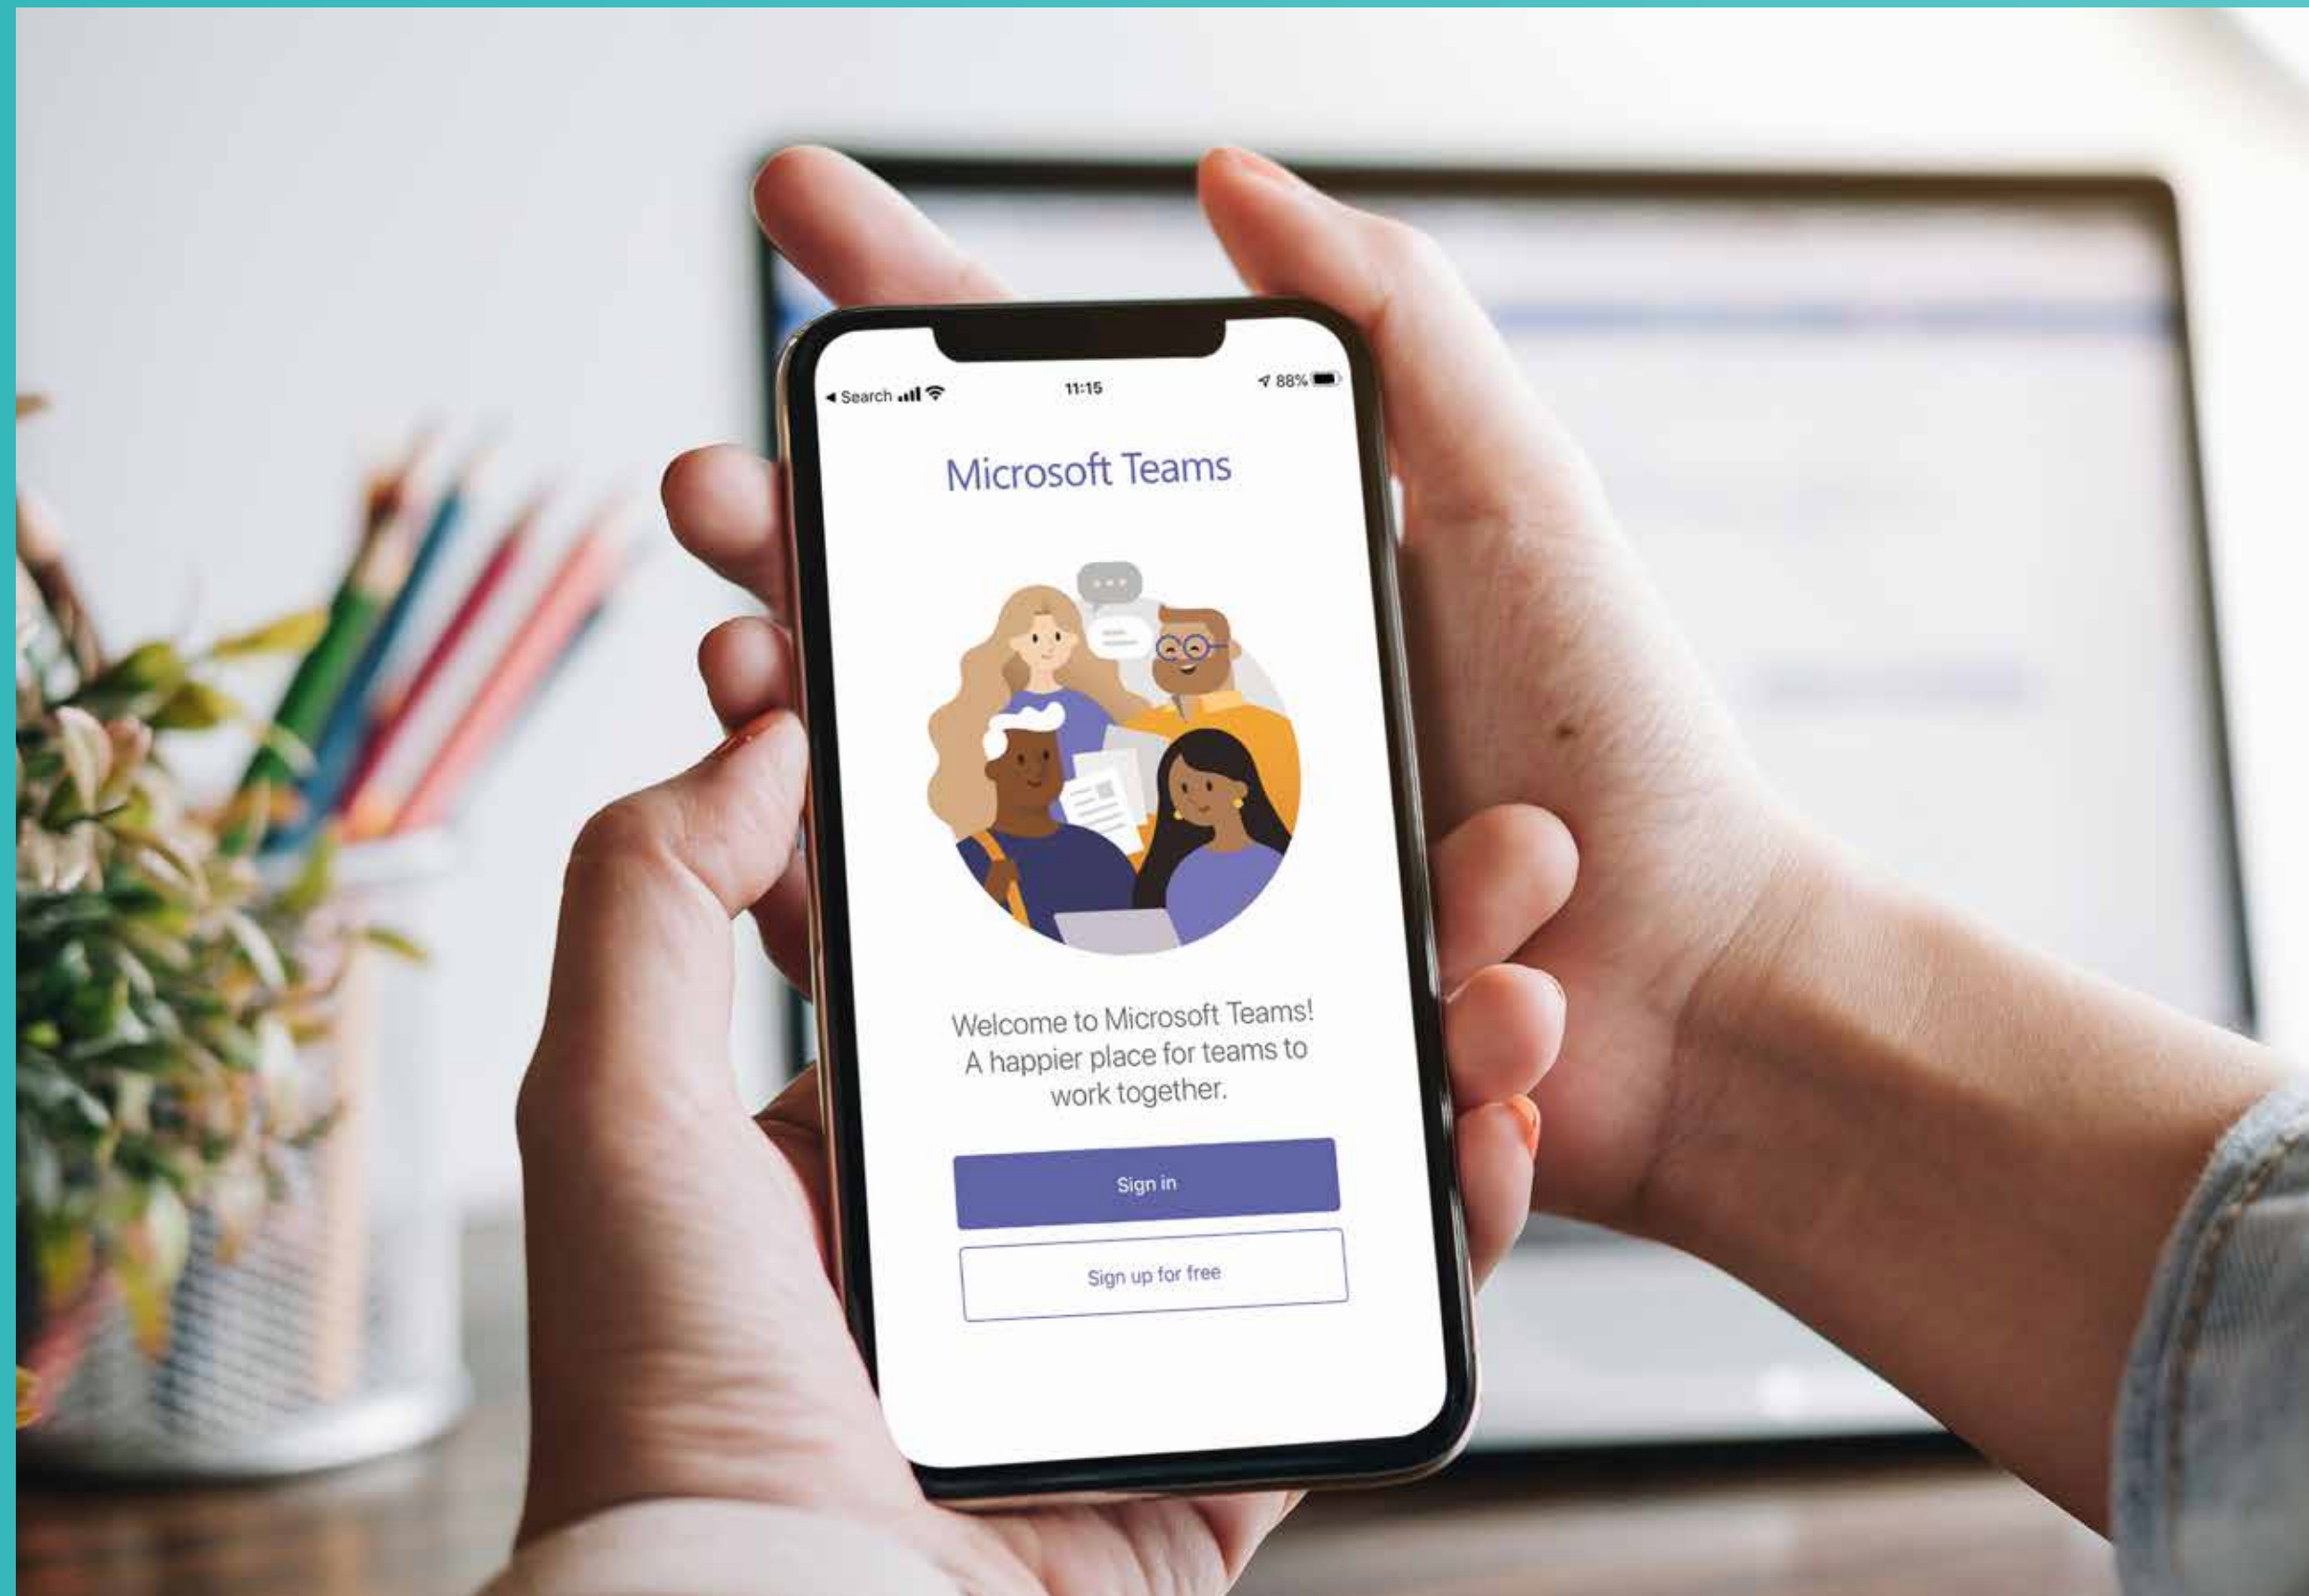 Search
11:15
88%
Microsoft Teams
Welcome to Microsoft Teams!
A happier place for teams to
work together.
Sign in
Sign up for free